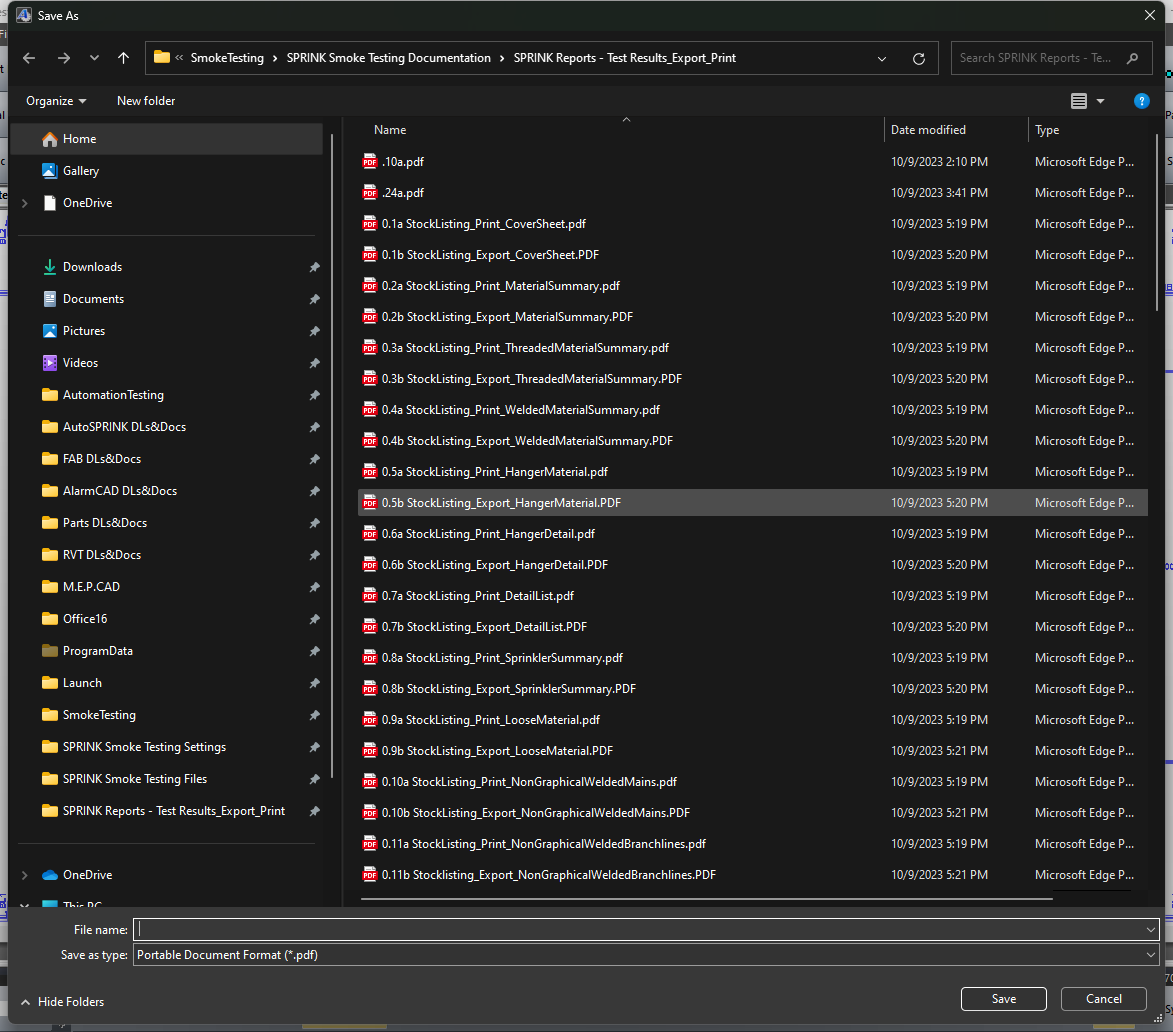 Save As
« SmokeTesting > SPRINK Smoke Testing Documentation > SPRINK Reports - Test Results_Export_Print
Search SPRINK Reports - Te...
Organize
New folder
?
Home
Gallery
OneDrive
Downloads
Documents
Pictures
Videos
AutomationTesting
AutoSPRINK DLs&Docs
FAB DLs&Docs
AlarmCAD DLs&Docs
Parts DLs&Docs
RVT DLs&Docs
M.E.P.CAD
Office16
ProgramData
Launch
SmokeTesting
SPRINK Smoke Testing Settings
SPRINK Smoke Testing Files
SPRINK Reports - Test Results_Export_Print
OneDrive
This PC
Name Date modified Type
.10a.pdf 10/9/2023 2:10 PM Microsoft Edge P...
.24a.pdf 10/9/2023 3:41 PM Microsoft Edge P...
0.1a StockListing_Print_CoverSheet.pdf 10/9/2023 5:19 PM Microsoft Edge P...
0.1b StockListing_Export_CoverSheet.PDF 10/9/2023 5:20 PM Microsoft Edge P...
0.2a StockListing_Print_MaterialSummary.pdf 10/9/2023 5:19 PM Microsoft Edge P...
0.2b StockListing_Export_MaterialSummary.PDF 10/9/2023 5:20 PM Microsoft Edge P...
0.3a StockListing_Print_ThreadedMaterialSummary.pdf 10/9/2023 5:19 PM Microsoft Edge P...
0.3b StockListing_Export_ThreadedMaterialSummary.PDF 10/9/2023 5:20 PM Microsoft Edge P...
0.4a StockListing_Print_WeldedMaterialSummary.pdf 10/9/2023 5:19 PM Microsoft Edge P...
0.4b StockListing_Export_WeldedMaterialSummary.PDF 10/9/2023 5:20 PM Microsoft Edge P...
0.5a StockListing_Print_HangerMaterial.pdf 10/9/2023 5:19 PM Microsoft Edge P...
0.5b StockListing_Export_HangerMaterial.PDF 10/9/2023 5:20 PM Microsoft Edge P...
0.6a StockListing_Print_HangerDetail.pdf 10/9/2023 5:19 PM Microsoft Edge P...
0.6b StockListing_Export_HangerDetail.PDF 10/9/2023 5:20 PM Microsoft Edge P...
0.7a StockListing_Print_DetailList.pdf 10/9/2023 5:19 PM Microsoft Edge P...
0.7b StockListing_Export_DetailList.PDF 10/9/2023 5:20 PM Microsoft Edge P...
0.8a StockListing_Print_SprinklerSummary.pdf 10/9/2023 5:19 PM Microsoft Edge P...
0.8b StockListing_Export_SprinklerSummary.PDF 10/9/2023 5:20 PM Microsoft Edge P...
0.9a StockListing_Print_LooseMaterial.pdf 10/9/2023 5:19 PM Microsoft Edge P...
0.9b StockListing_Export_LooseMaterial.PDF 10/9/2023 5:21 PM Microsoft Edge P...
0.10a StockListing_Print_NonGraphicalWeldedMains.pdf 10/9/2023 5:19 PM Microsoft Edge P...
0.10b StockListing_Export_NonGraphicalWeldedMains.PDF 10/9/2023 5:21 PM Microsoft Edge P...
0.11a StockListing_Print_NonGraphicalWeldedBranchlines.pdf 10/9/2023 5:19 PM Microsoft Edge P...
0.11b Stocklisting_Export_NonGraphicalWeldedBranchlines.PDF 10/9/2023 5:21 PM Microsoft Edge P...
File name:
Save as type: Portable Document Format (*.pdf)
Hide Folders
Save
Cancel